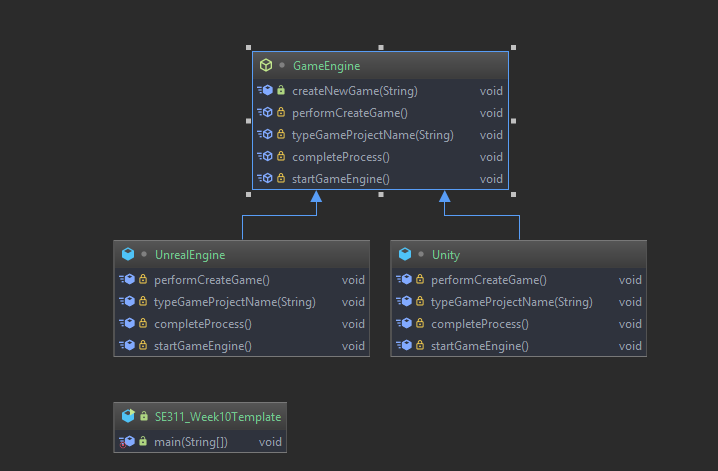 GameEngine
createNewGame(String) void
performCreateGame() void
typeGameProjectName(String) void
completeProcess() void
startGameEngine() void
UnrealEngine
performCreateGame() void
typeGameProjectName(String) void
completeProcess() void
startGameEngine() void
Unity
performCreateGame() void
typeGameProjectName(String) void
completeProcess() void
startGameEngine() void
SE311_Week10Template
main(String[]) void